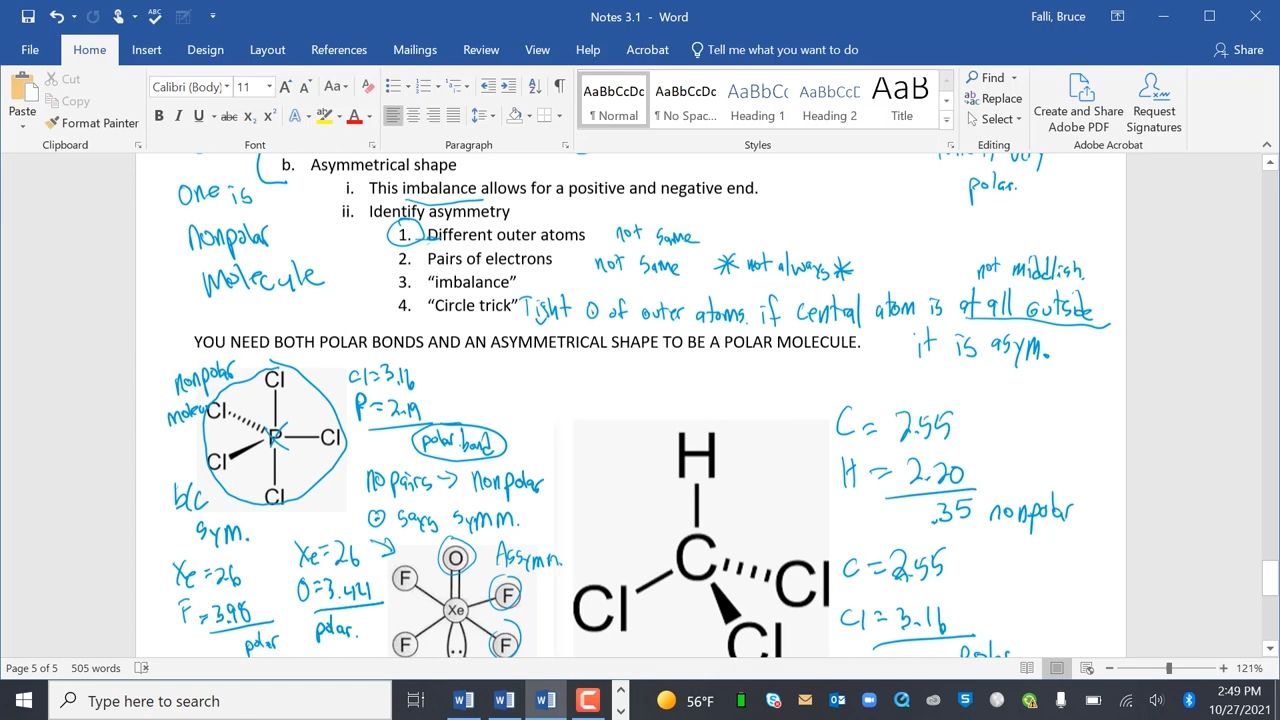 Notes 3.1 - Word
Falli, Bruce
File Home Insert Design Layout References Mailings Review View Help Acrobat Tell me what you want to do Share
Paste
Cut
Copy
Format Painter
Clipboard
Calibri (Body) 11
Font
Paragraph
AaBbCcDc AaBbCcDc AaBbCc AaBbCcD AaB
¶ Normal ¶ No Spac... Heading 1 Heading 2 Title
Styles
Find
Replace
Select
Editing
Create and Share Adobe PDF
Request Signatures
Adobe Acrobat
polar.
b. Asymmetrical shape
One is
nonpolar
molecule
i. This imbalance allows for a positive and negative end.
ii. Identify asymmetry
1. Different outer atoms not same
2. Pairs of electrons not same *not always*
3. "imbalance" not middlish.
4. "Circle trick" Tight ⊙ of outer atoms. if central atom is at all outside
it is asym.
YOU NEED BOTH POLAR BONDS AND AN ASYMMETRICAL SHAPE TO BE A POLAR MOLECULE.
nonpolar
Cl
Cl
P
Cl
Cl
Cl
b/c
sym.
Cl = 3.16
P = 2.19
polar bond
no pairs → nonpolar
⊙ says symm.
Xe = 26
F = 3.98
polar
Xe = 26
O = 3.44
polar.
Assymm.
O
F
F
Xe
F
F
H
C
Cl
Cl
Cl
C = 2.55
H = 2.20
.35 nonpolar
C = 2.55
Cl = 3.16
Page 5 of 5 505 words
121%
Type here to search
56°F
2:49 PM
10/27/2021